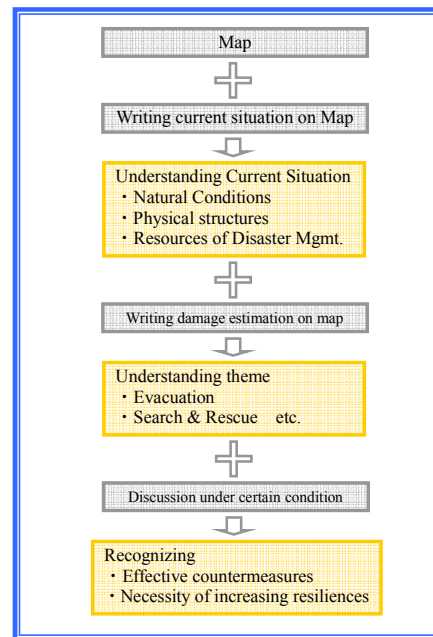 Map
Writing current situation on Map
Understanding Current Situation
・Natural Conditions
・Physical structures
・Resources of Disaster Mgmt.
Writing damage estimation on map
Understanding theme
・Evacuation
・Search & Rescue etc.
Discussion under certain condition
Recognizing
・Effective countermeasures
・Necessity of increasing resiliences